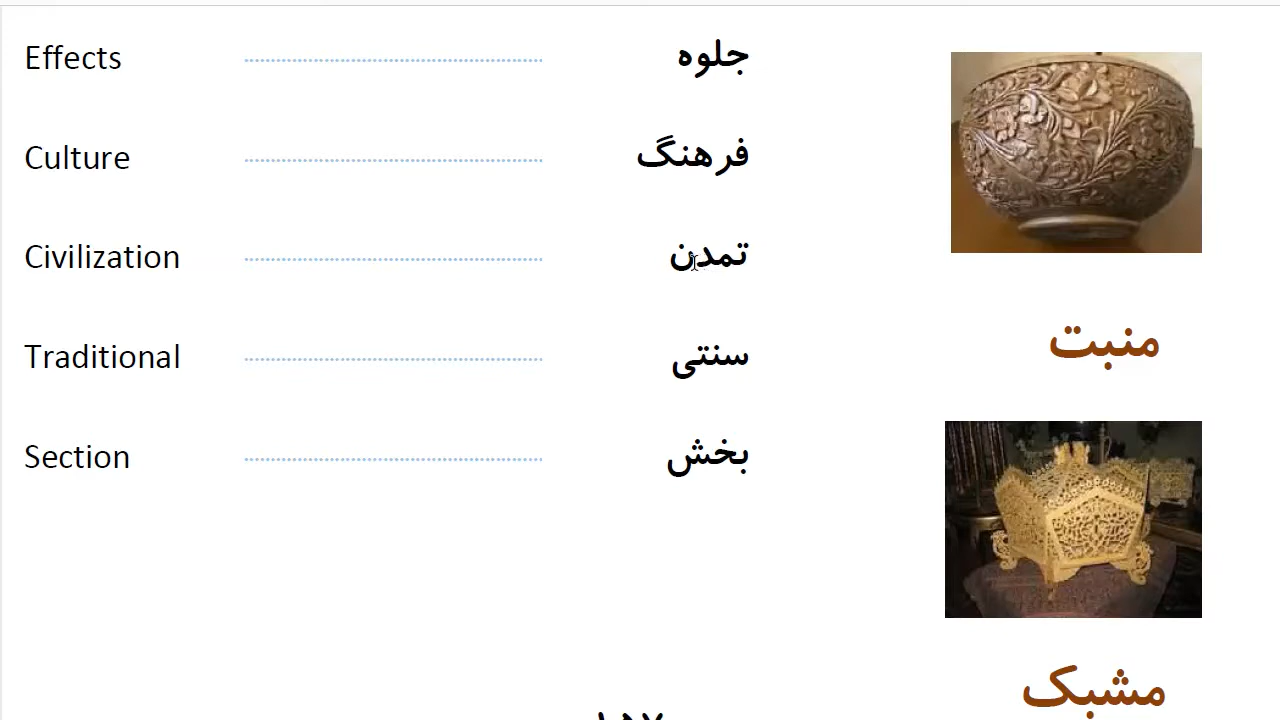 Effects جلوه
Culture فرهنگ
Civilization تمدن
Traditional سنتی
Section بخش
منبت
مشبک